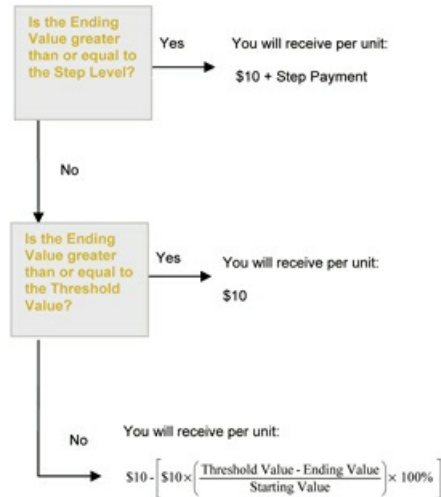 Is the Ending
Value greater
than or equal to
the Step Level?
Yes
You will receive per unit:
$10 + Step Payment
No
Is the Ending
Value greater
than or equal to
the Threshold
Value?
Yes
You will receive per unit:
$10
No
You will receive per unit:
$10 - [ $10 × ( Threshold Value - Ending Value / Starting Value ) × 100% ]